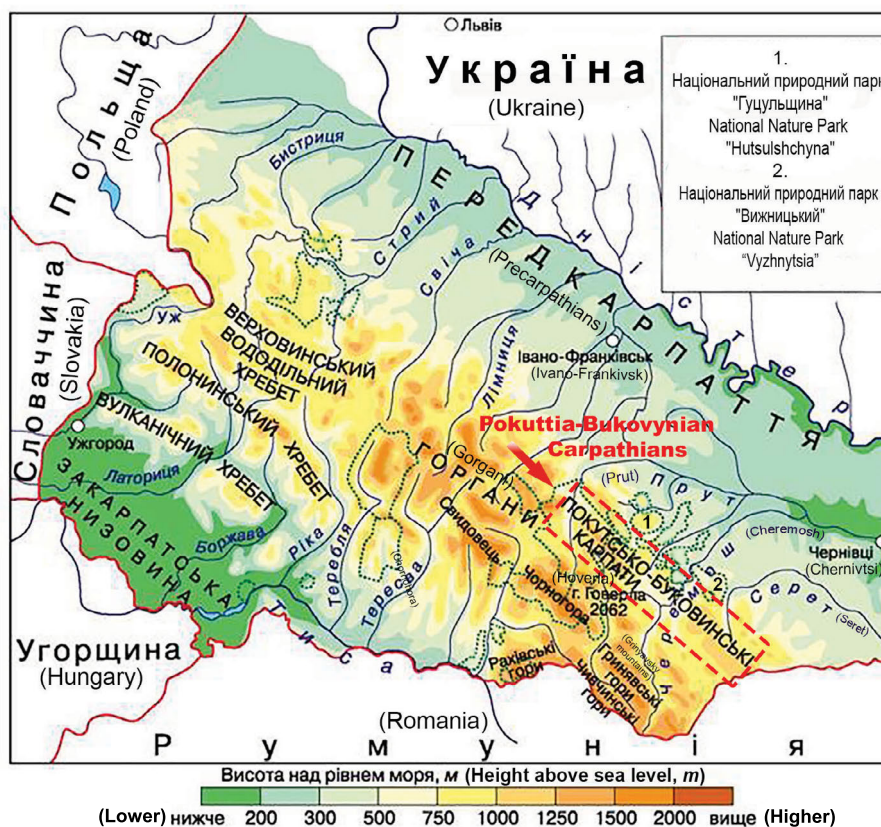 Львів
Україна
(Ukraine)
Польща
(Poland)
1.
Національний природний парк
"Гуцульщина"
National Nature Park
"Hutsulshchyna"
2.
Національний природний парк
"Вижницький"
National Nature Park
“Vyzhnytsia”
Бистриця
Стрий
Свіча
ПЕРЕДКАРПАТТЯ
(Precarpathians)
Дністер
Словаччина
(Slovakia)
Уж
ВЕРХОВИНСЬКИЙ
ВОДОДІЛЬНИЙ
ХРЕБЕТ
Лімниця
Івано-Франківськ
(Ivano-Frankivsk)
ПОЛОНИНСЬКИЙ ХРЕБЕТ
ВУЛКАНІЧНИЙ ХРЕБЕТ
Ужгород
Латориця
ЗАКАРПАТСЬКА
НИЗОВИНА
Боржава
Ріка
Теребля
Тересва
Тиса
Pokuttia-Bukovynian
Carpathians
ГОРГАНИ
(Gorgany)
(Prut)
Прут
1
ПОКУТСЬКО-БУКОВИНСЬКІ
КАРПАТИ
(Cheremosh)
Черемош
Чернівці
(Chernivtsi)
2
Серет
(Seret)
Свидовець
Чорногора
(Hoverla)
г. Говерла
2062
Рахівські
гори
Гринявські
гори
Чивчинські
гори
Угорщина
(Hungary)
(Romania)
Румунія
Висота над рівнем моря, м (Height above sea level, m)
(Lower) нижче 200 300 500 750 1000 1250 1500 2000 вище (Higher)